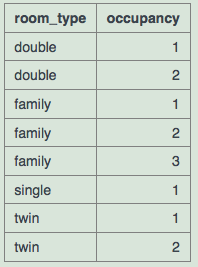 room_type occupancy
double 1
double 2
family 1
family 2
family 3
single 1
twin 1
twin 2